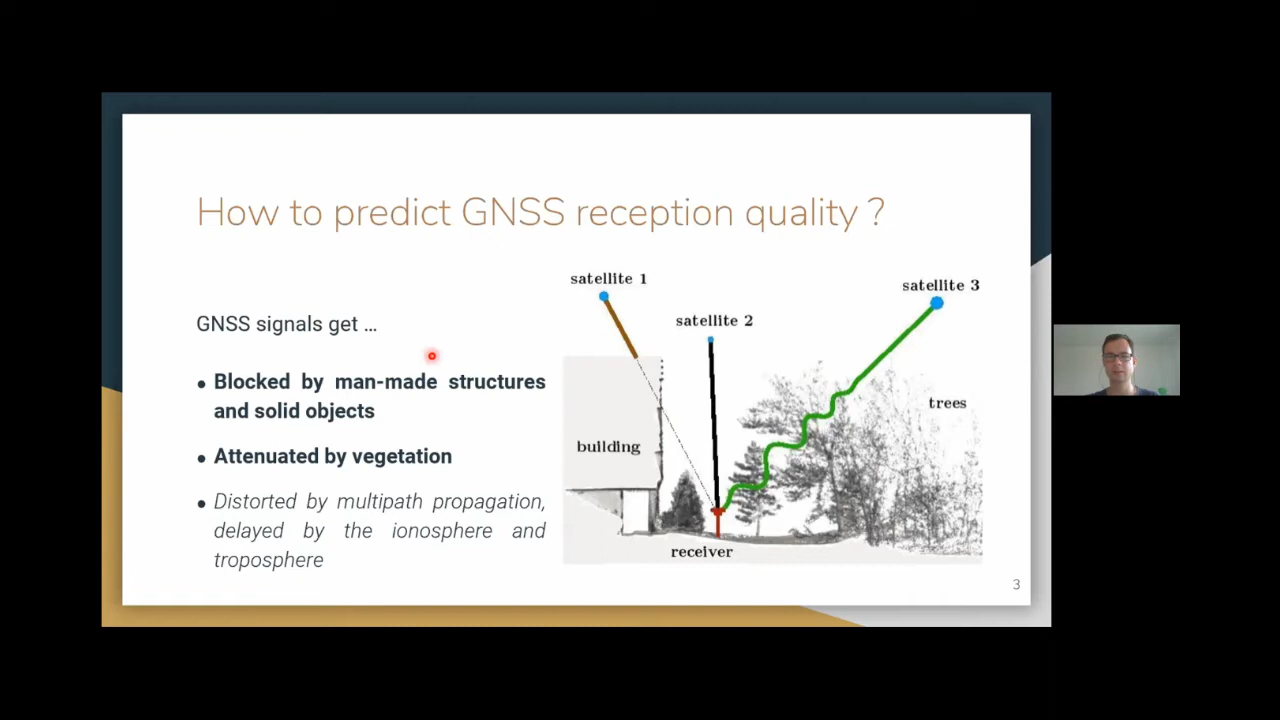 How to predict GNSS reception quality ?
GNSS signals get ...
• Blocked by man-made structures
and solid objects
• Attenuated by vegetation
• Distorted by multipath propagation,
delayed by the ionosphere and
troposphere
satellite 1
satellite 2
satellite 3
trees
building
receiver
3